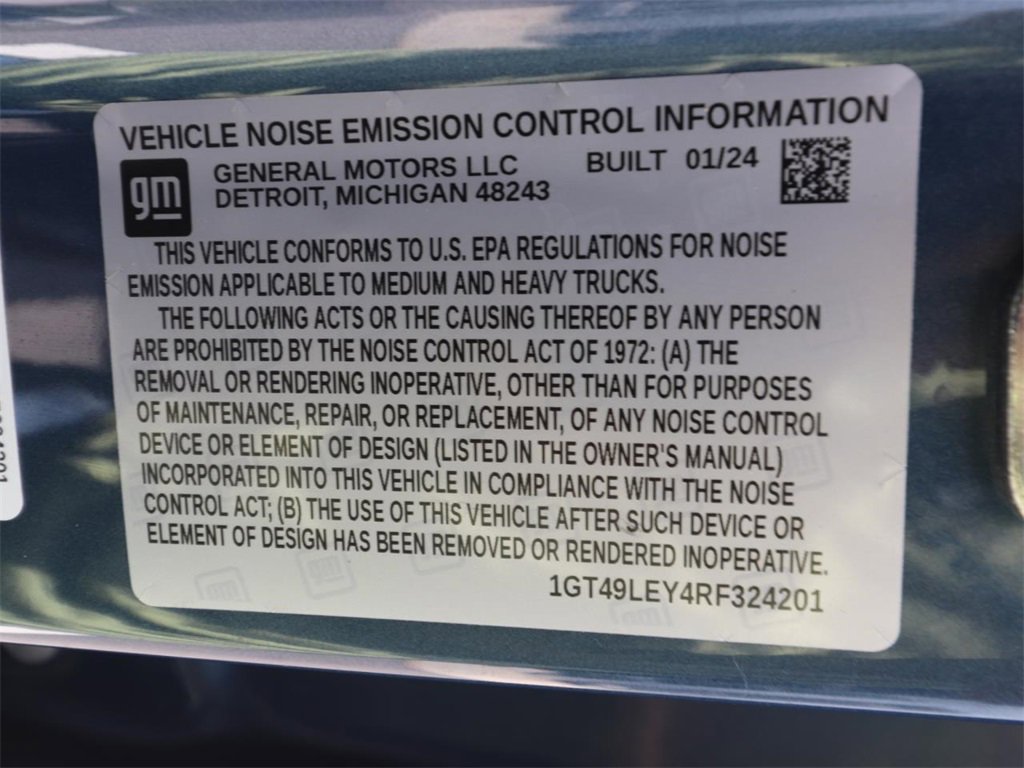 VEHICLE NOISE EMISSION CONTROL INFORMATION
gm
GENERAL MOTORS LLC BUILT 01/24
DETROIT, MICHIGAN 48243
THIS VEHICLE CONFORMS TO U.S. EPA REGULATIONS FOR NOISE
EMISSION APPLICABLE TO MEDIUM AND HEAVY TRUCKS.
THE FOLLOWING ACTS OR THE CAUSING THEREOF BY ANY PERSON
ARE PROHIBITED BY THE NOISE CONTROL ACT OF 1972: (A) THE
REMOVAL OR RENDERING INOPERATIVE, OTHER THAN FOR PURPOSES
OF MAINTENANCE, REPAIR, OR REPLACEMENT, OF ANY NOISE CONTROL
DEVICE OR ELEMENT OF DESIGN (LISTED IN THE OWNER'S MANUAL)
INCORPORATED INTO THIS VEHICLE IN COMPLIANCE WITH THE NOISE
CONTROL ACT; (B) THE USE OF THIS VEHICLE AFTER SUCH DEVICE OR
ELEMENT OF DESIGN HAS BEEN REMOVED OR RENDERED INOPERATIVE.
1GT49LEY4RF324201